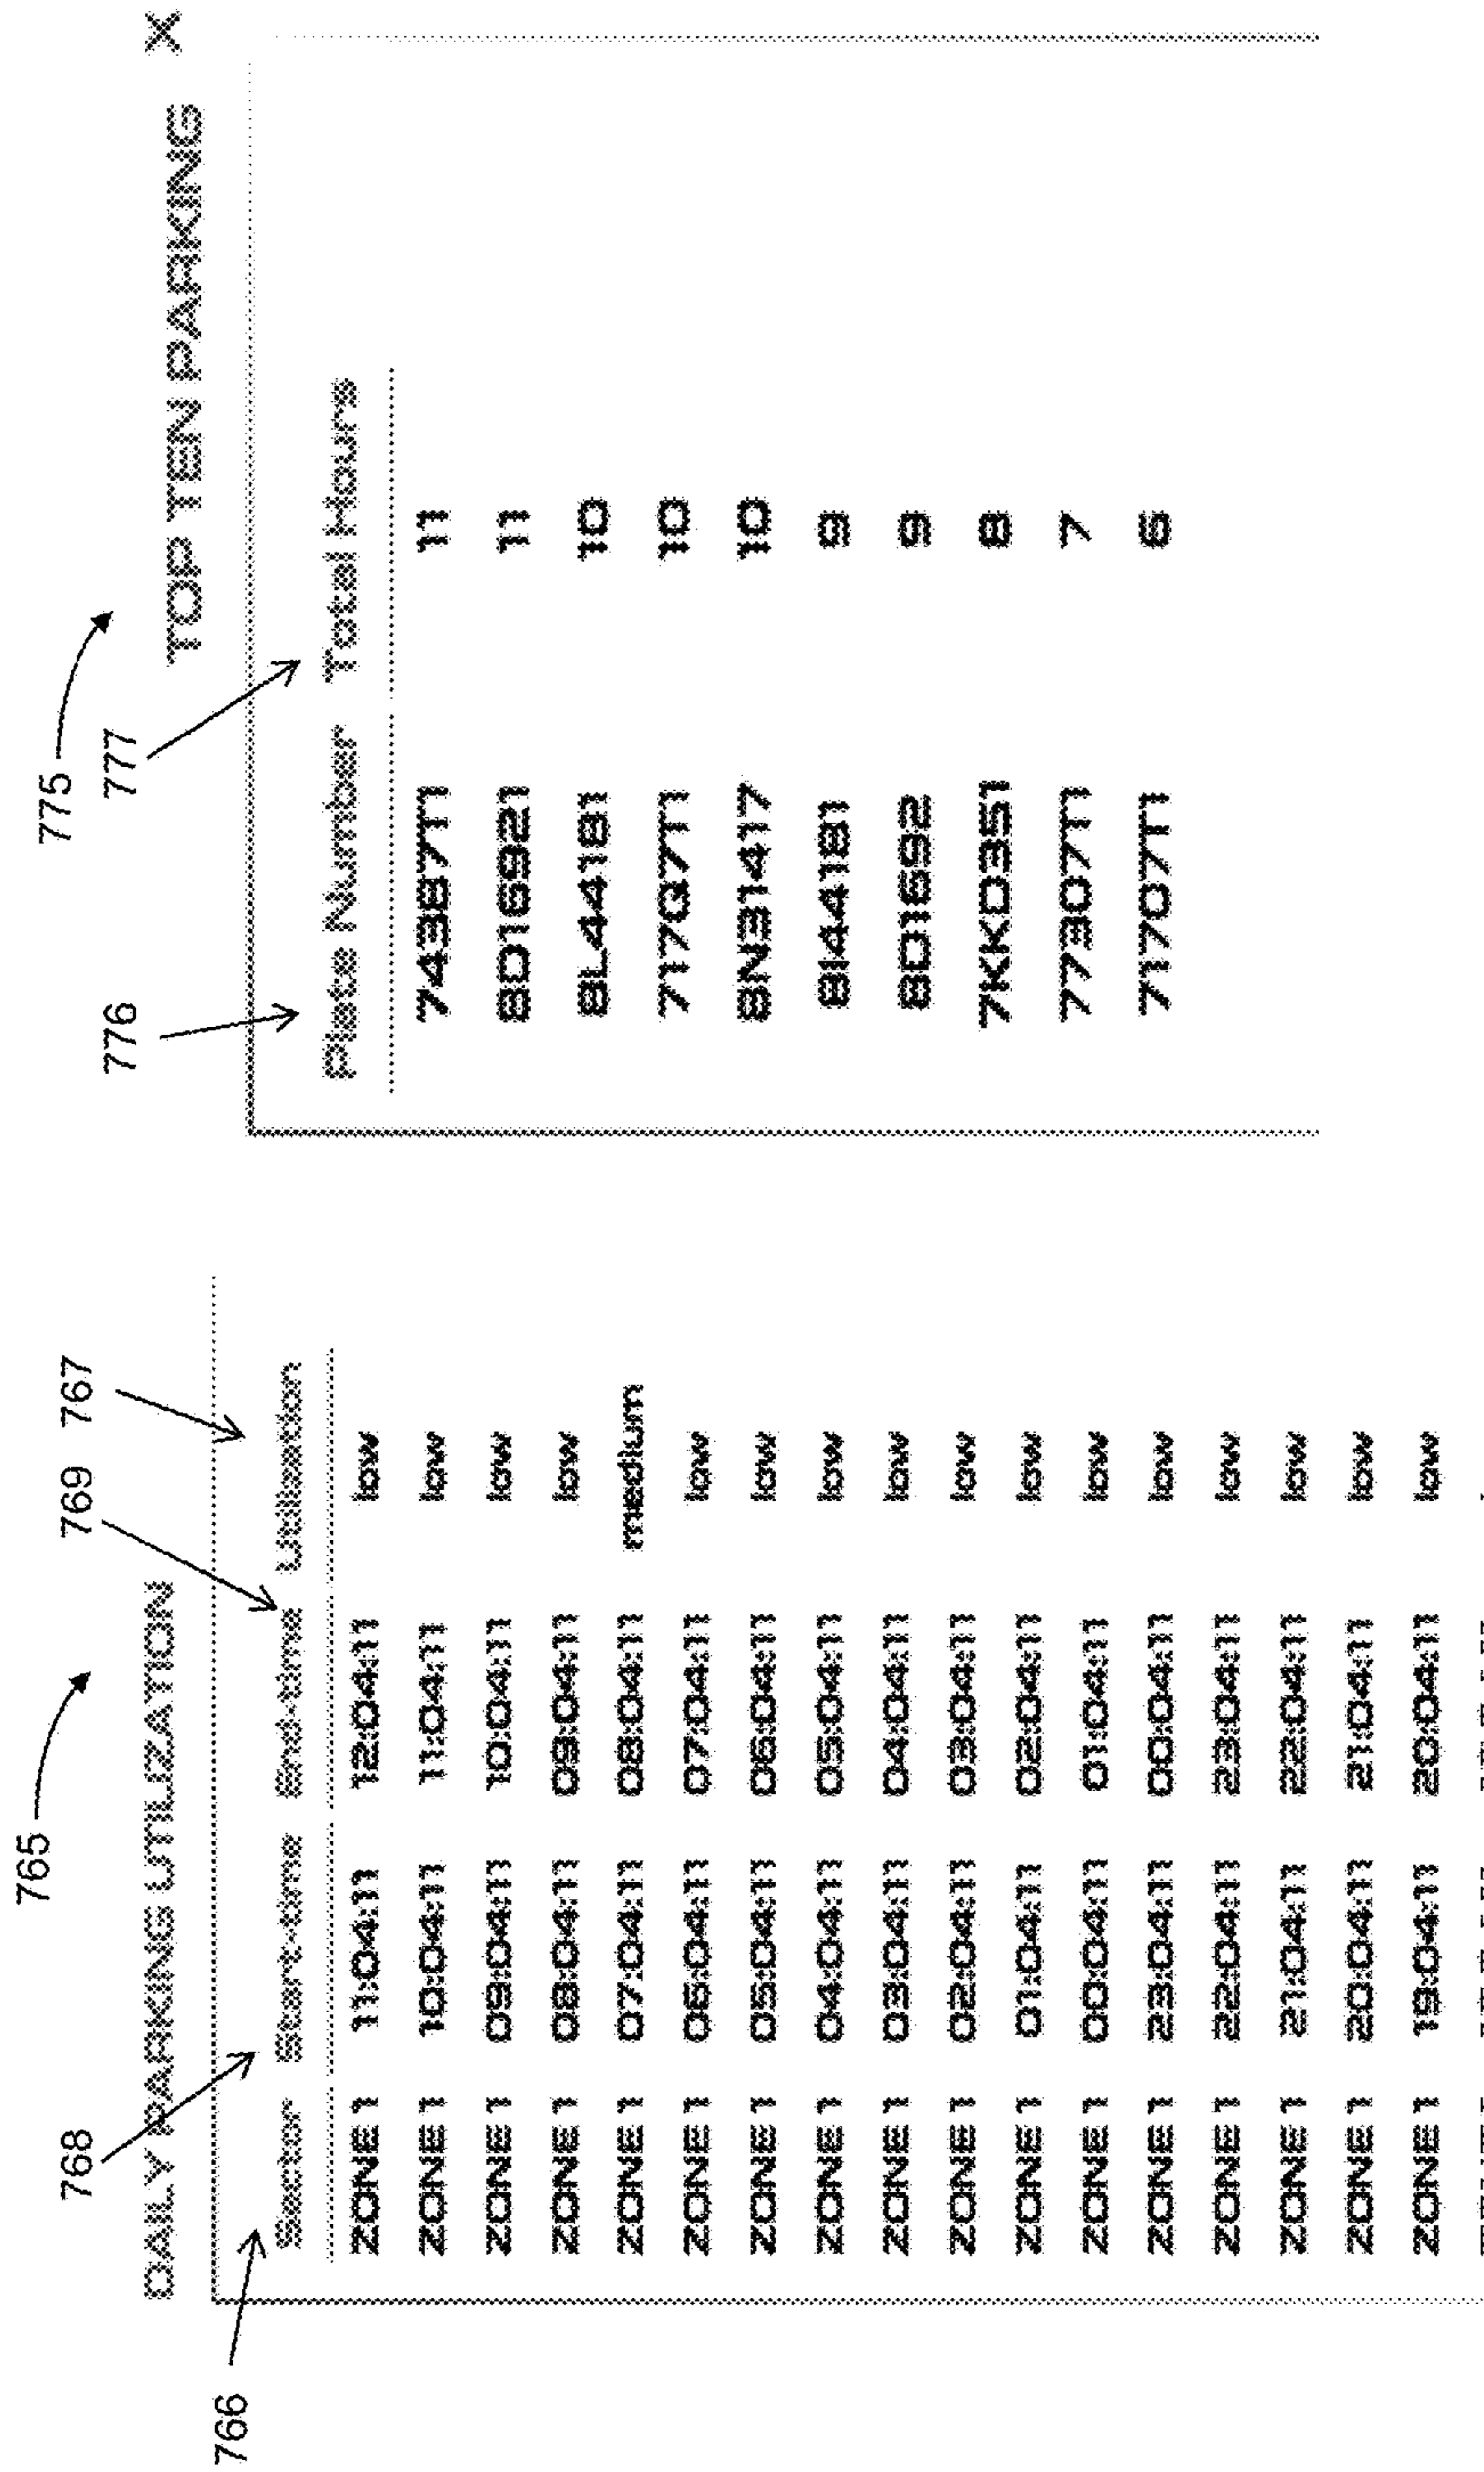 765
DAILY PARKING UTILIZATION
766
768
769
767
Sector Start-time End-time Utilisation
ZONE 1 11:04:11 12:04:11 low
ZONE 1 10:04:11 11:04:11 low
ZONE 1 09:04:11 10:04:11 low
ZONE 1 08:04:11 09:04:11 low
ZONE 1 07:04:11 08:04:11 medium
ZONE 1 06:04:11 07:04:11 low
ZONE 1 05:04:11 06:04:11 low
ZONE 1 04:04:11 05:04:11 low
ZONE 1 03:04:11 04:04:11 low
ZONE 1 02:04:11 03:04:11 low
ZONE 1 01:04:11 02:04:11 low
ZONE 1 00:04:11 01:04:11 low
ZONE 1 23:04:11 00:04:11 low
ZONE 1 22:04:11 23:04:11 low
ZONE 1 21:04:11 22:04:11 low
ZONE 1 20:04:11 21:04:11 low
ZONE 1 19:04:11 20:04:11 low
775
TOP TEN PARKING X
776
777
Plate Number Total Hours
743B7T1 11
8D16921 11
8L44181 10
717Q7T1 10
8N31417 10
8I44181 9
8D1692 9
7KKD351 8
77307T1 7
71707T1 6